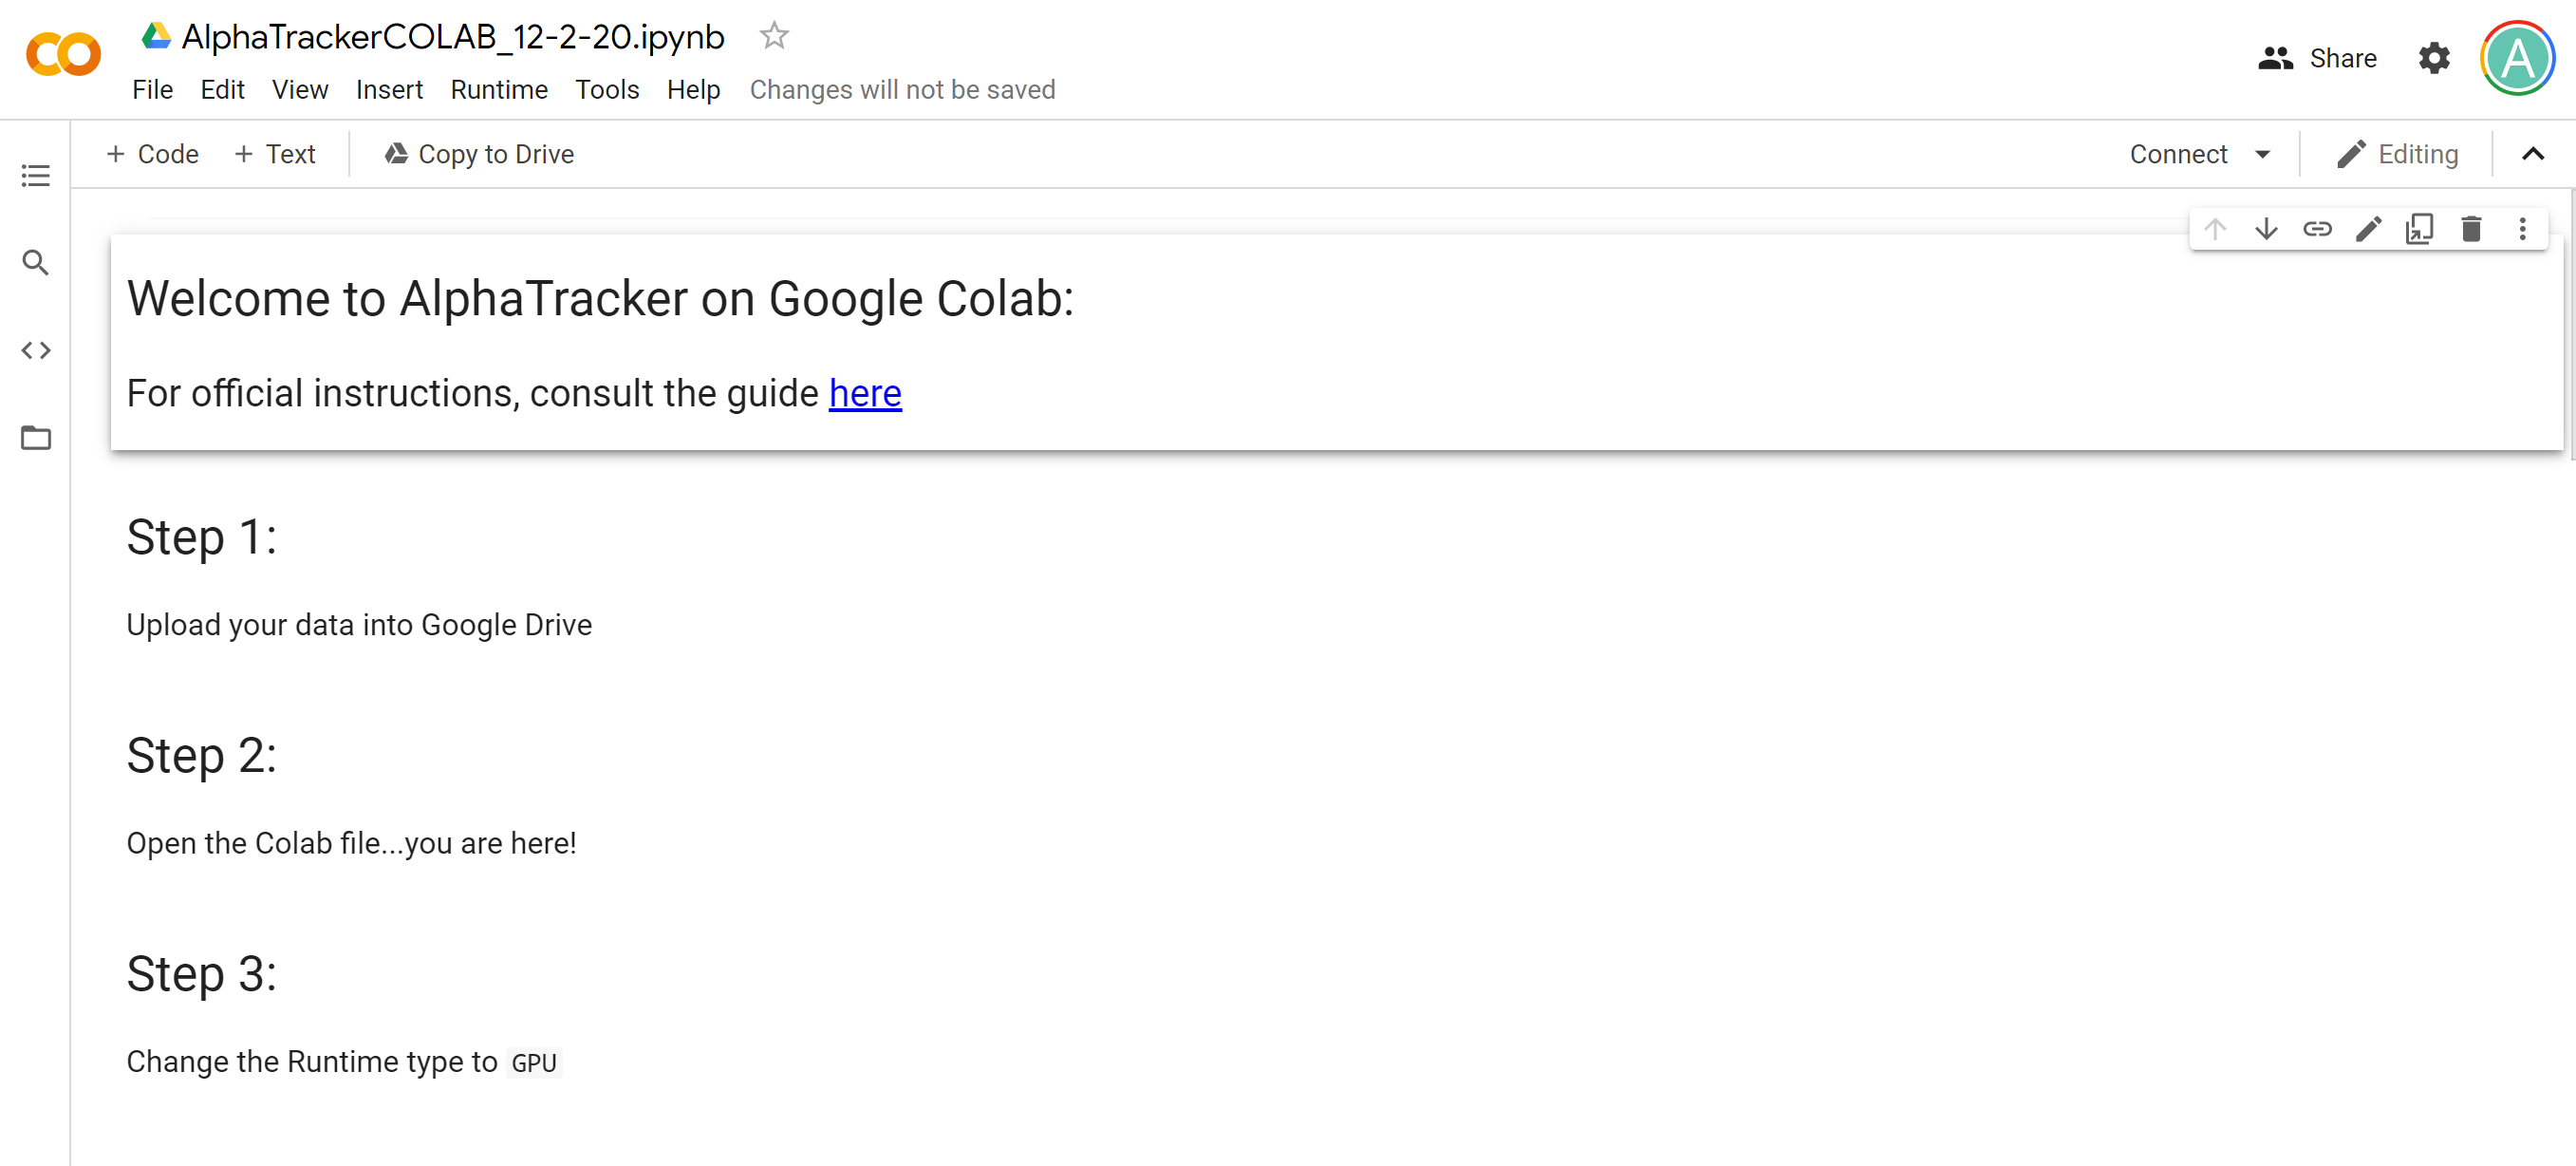 AlphaTrackerCOLAB_12-2-20.ipynb
File Edit View Insert Runtime Tools Help Changes will not be saved
Share
A
+ Code + Text Copy to Drive
Connect Editing
Welcome to AlphaTracker on Google Colab:
For official instructions, consult the guide here
Step 1:
Upload your data into Google Drive
Step 2:
Open the Colab file...you are here!
Step 3:
Change the Runtime type to GPU